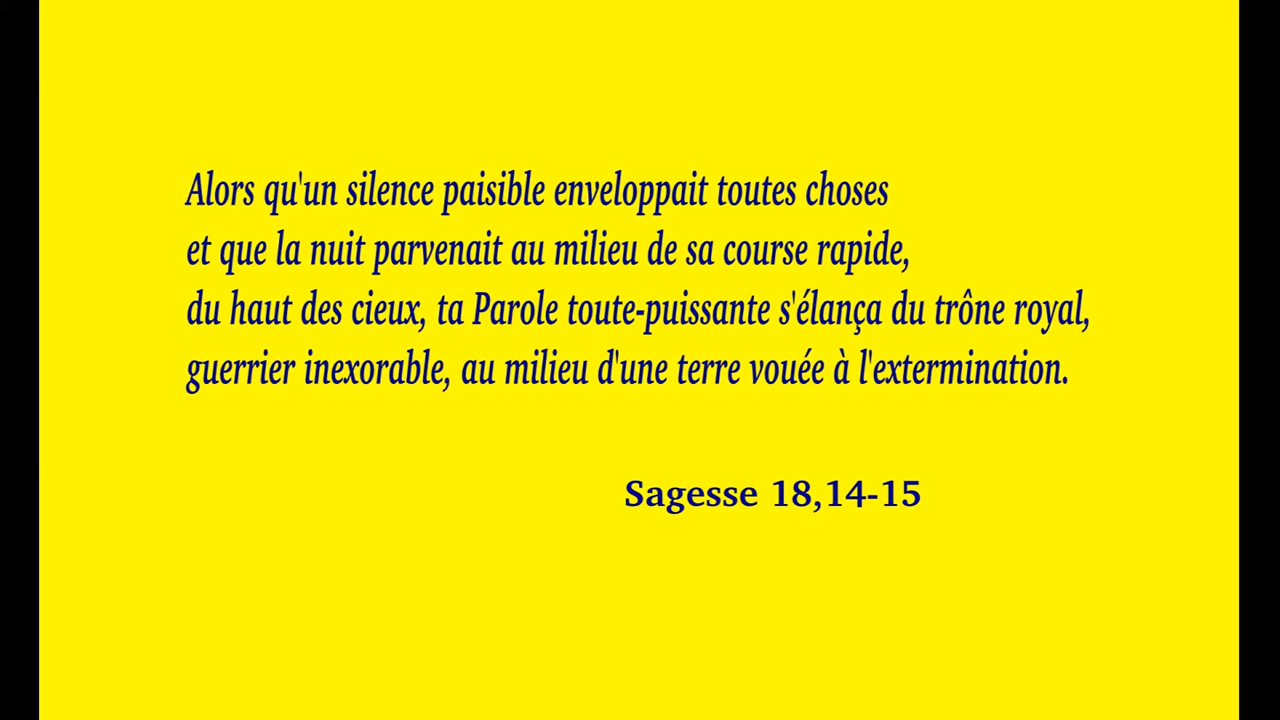 Alors qu'un silence paisible enveloppait toutes choses
et que la nuit parvenait au milieu de sa course rapide,
du haut des cieux, ta Parole toute-puissante s'élança du trône royal,
guerrier inexorable, au milieu d'une terre vouée à l'extermination.
Sagesse 18,14-15